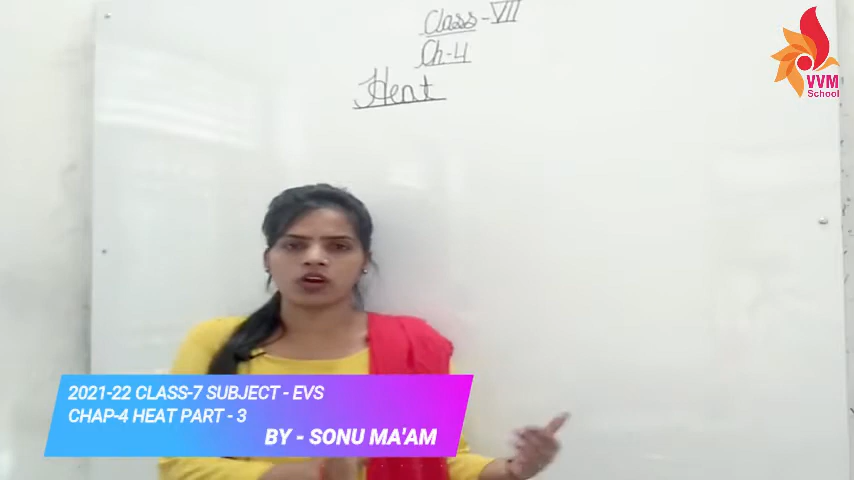 Class-VII
Ch-4
Heat
VVM
School
2021-22 CLASS-7 SUBJECT - EVS
CHAP-4 HEAT PART - 3
BY - SONU MA'AM